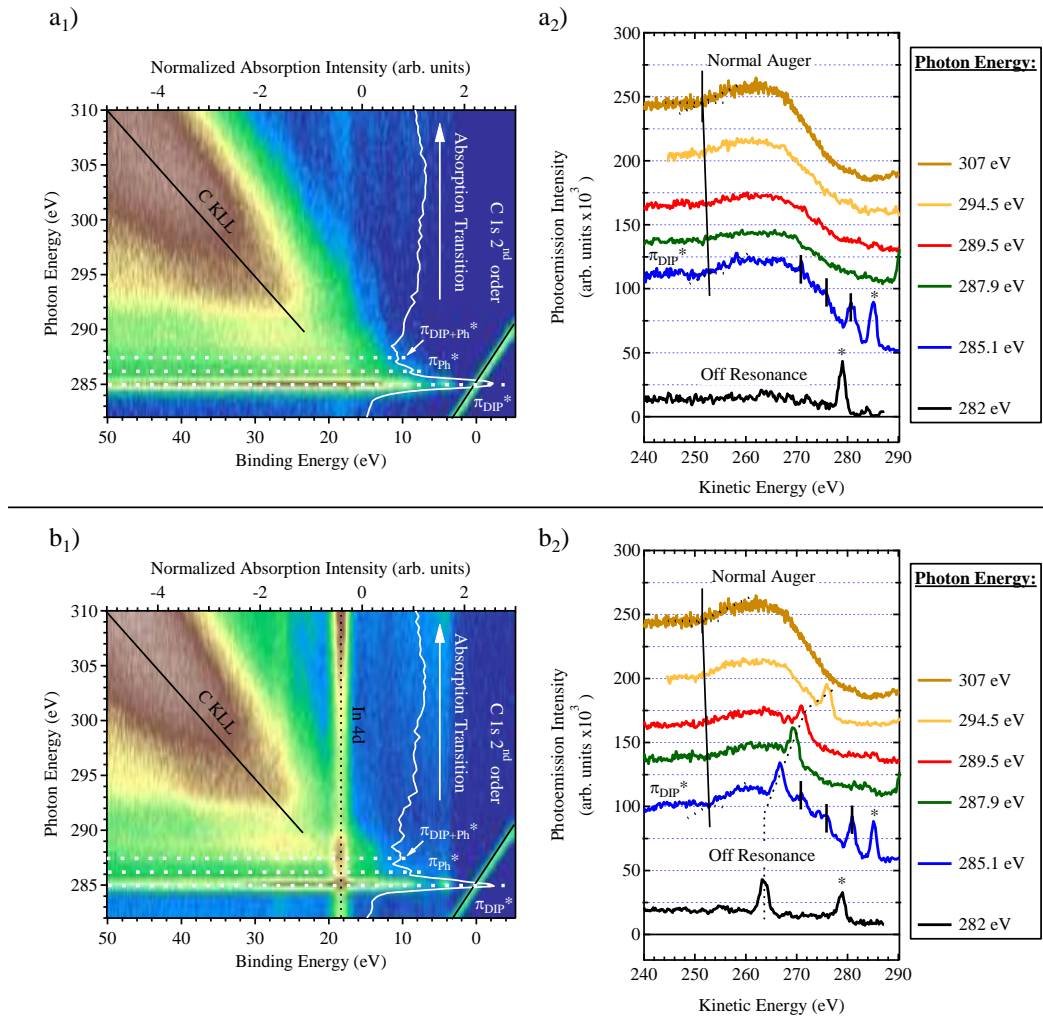 a1)
Normalized Absorption Intensity (arb. units)
-4 -2 0 2
310
305
300
295
290
285
Photon Energy (eV)
C KLL
Absorption Transition
C 1s 2nd order
πDIP+Ph*
πPh*
πDIP*
50 40 30 20 10 0
Binding Energy (eV)
a2)
300
250
200
150
100
50
0
Photoemission Intensity
(arb. units x10^3)
Normal Auger
πDIP*
*
*
Off Resonance
240 250 260 270 280 290
Kinetic Energy (eV)
Photon Energy:
307 eV
294.5 eV
289.5 eV
287.9 eV
285.1 eV
282 eV
b1)
Normalized Absorption Intensity (arb. units)
-4 -2 0 2
310
305
300
295
290
285
Photon Energy (eV)
C KLL
In 4d
Absorption Transition
C 1s 2nd order
πDIP+Ph*
πPh*
πDIP*
50 40 30 20 10 0
Binding Energy (eV)
b2)
300
250
200
150
100
50
0
Photoemission Intensity
(arb. units x10^3)
Normal Auger
πDIP*
*
*
Off Resonance
240 250 260 270 280 290
Kinetic Energy (eV)
Photon Energy:
307 eV
294.5 eV
289.5 eV
287.9 eV
285.1 eV
282 eV